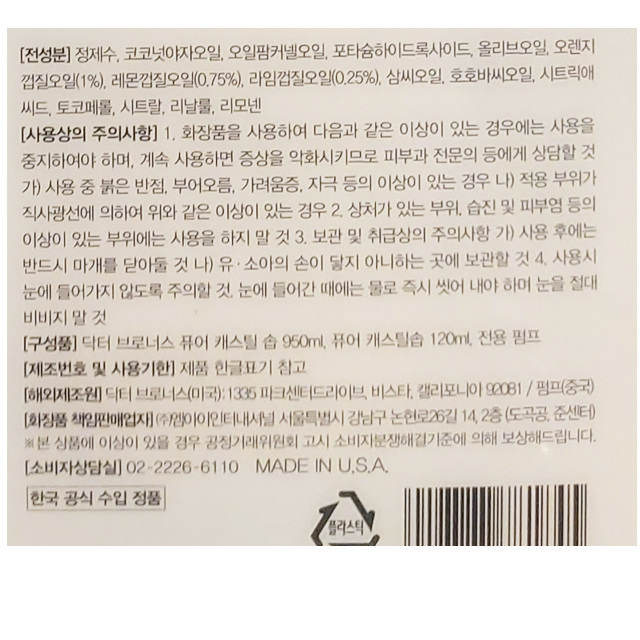 [전성분] 정제수, 코코넛야자오일, 오일팜커넬오일, 포타슘하이드록사이드, 올리브오일, 오렌지
껍질오일(1%), 레몬껍질오일(0.75%), 라임껍질오일(0.25%), 삼씨오일, 호호바씨오일, 시트릭애
씨드, 토코페롤, 시트랄, 리날룰, 리모넨
[사용상의 주의사항] 1. 화장품을 사용하여 다음과 같은 이상이 있는 경우에는 사용을
중지하여야 하며, 계속 사용하면 증상을 악화시키므로 피부과 전문의 등에게 상담할 것
가) 사용 중 붉은 반점, 부어오름, 가려움증, 자극 등의 이상이 있는 경우 나) 적용 부위가
직사광선에 의하여 위와 같은 이상이 있는 경우 2. 상처가 있는 부위, 습진 및 피부염 등의
이상이 있는 부위에는 사용을 하지 말 것 3. 보관 및 취급상의 주의사항 가) 사용 후에는
반드시 마개를 닫아둘 것 나) 유·소아의 손이 닿지 아니하는 곳에 보관할 것 4. 사용시
눈에 들어가지 않도록 주의할 것. 눈에 들어간 때에는 물로 즉시 씻어 내야 하며 눈을 절대
비비지 말 것
[구성품] 닥터 브로너스 퓨어 캐스틸 솝 950ml, 퓨어 캐스틸솝 120ml, 전용 펌프
[제조번호 및 사용기한] 제품 한글표기 참고
[해외제조원] 닥터 브로너스(미국): 1335 파크센터드라이브, 비스타, 캘리포니아 92081 / 펌프(중국)
[화장품 책임판매업자] ㈜엠아이인터내셔널 서울특별시 강남구 논현로26길 14, 2층 (도곡공, 준센터)
※본 상품에 이상이 있을 경우 공정거래위원회 고시 소비자분쟁해결기준에 의해 보상해드립니다.
[소비자상담실] 02-2226-6110 MADE IN U.S.A.
한국 공식 수입 정품
플라스틱